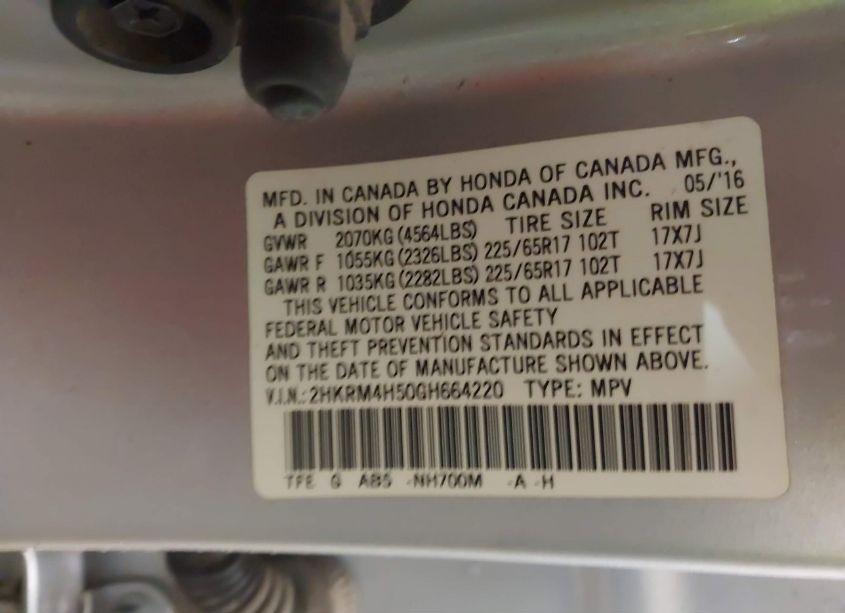 MFD. IN CANADA BY HONDA OF CANADA MFG.,
A DIVISION OF HONDA CANADA INC. 05/'16
GVWR 2070KG (4564LBS) TIRE SIZE RIM SIZE
GAWR F 1055KG (2326LBS) 225/65R17 102T 17X7J
GAWR R 1035KG (2282LBS) 225/65R17 102T 17X7J
THIS VEHICLE CONFORMS TO ALL APPLICABLE
FEDERAL MOTOR VEHICLE SAFETY
AND THEFT PREVENTION STANDARDS IN EFFECT
ON THE DATE OF MANUFACTURE SHOWN ABOVE.
V.I.N.: 2HKRM4H50GH664220 TYPE: MPV
TFE G ABS -NH700M -A -H